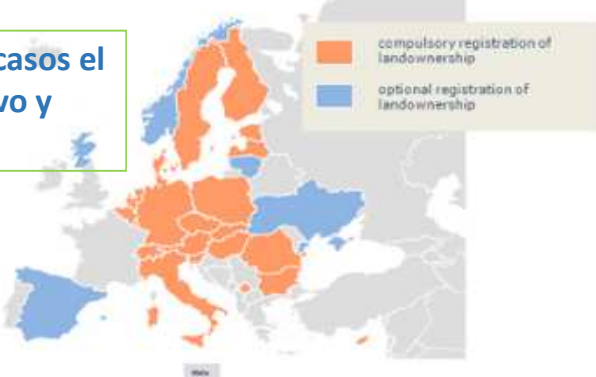 casos el
vo y
compulsory registration of
landownership
optional registration of
landownership